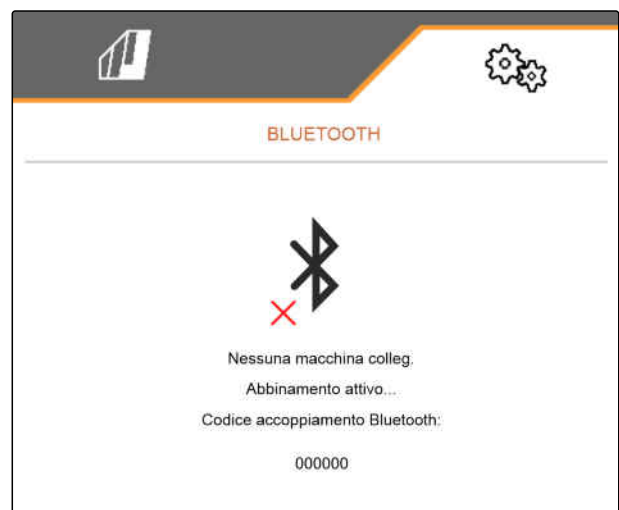 BLUETOOTH
Nessuna macchina colleg.
Abbinamento attivo...
Codice accoppiamento Bluetooth:
000000